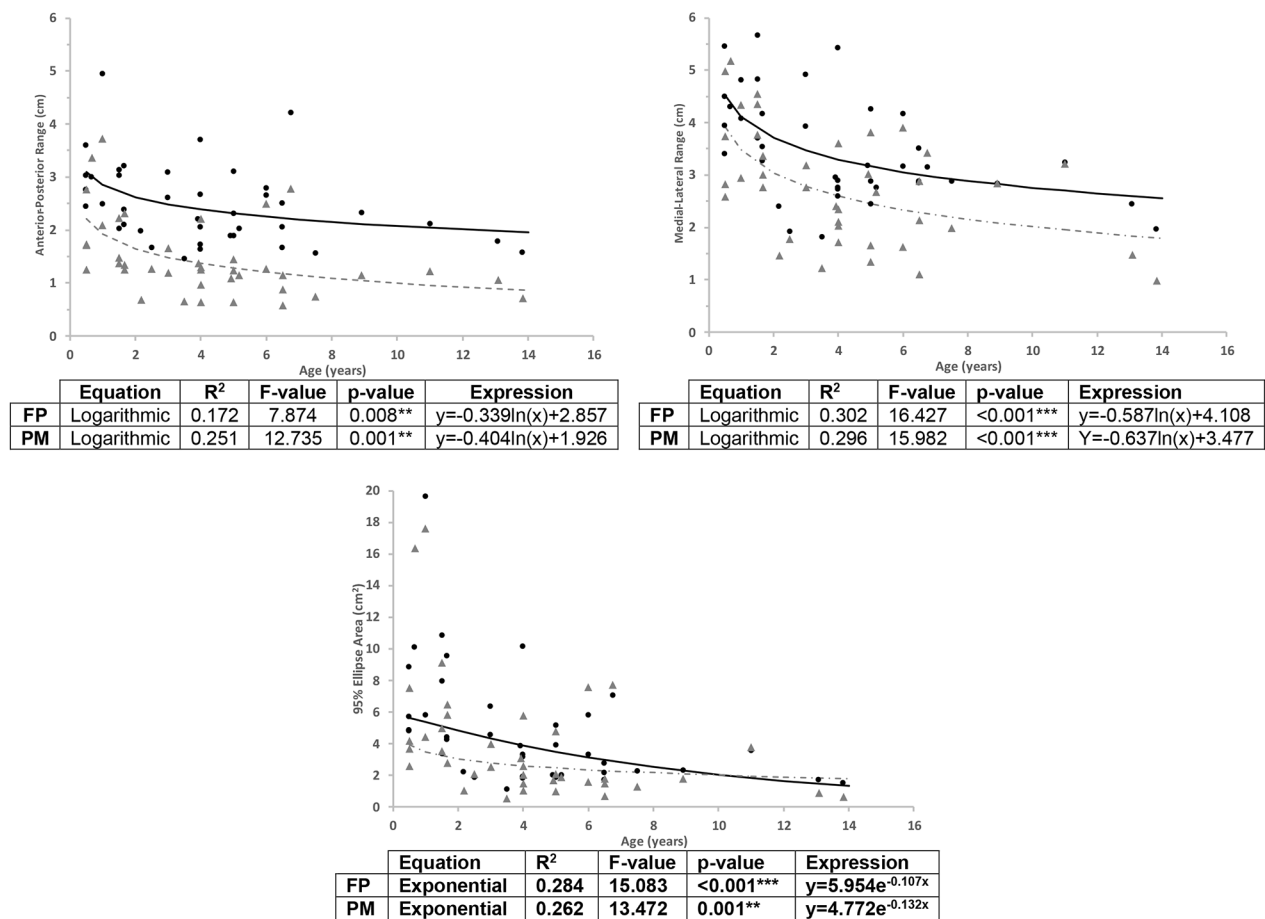 6
5
4
3
2
1
0
Anterior-Posterior Range (cm)
0 2 4 6 8 10 12 14 16
Age (years)
Equation R² F-value p-value Expression
FP Logarithmic 0.172 7.874 0.008** y=-0.339ln(x)+2.857
PM Logarithmic 0.251 12.735 0.001** y=-0.404ln(x)+1.926
6
5
4
3
2
1
0
Medial-Lateral Range (cm)
0 2 4 6 8 10 12 14 16
Age (years)
Equation R² F-value p-value Expression
FP Logarithmic 0.302 16.427 <0.001*** y=-0.587ln(x)+4.108
PM Logarithmic 0.296 15.982 <0.001*** Y=-0.637ln(x)+3.477
20
18
16
14
12
10
8
6
4
2
0
95% Ellipse Area (cm²)
0 2 4 6 8 10 12 14 16
Age (years)
Equation R² F-value p-value Expression
FP Exponential 0.284 15.083 <0.001*** y=5.954e^-0.107x
PM Exponential 0.262 13.472 0.001** y=4.772e^-0.132x